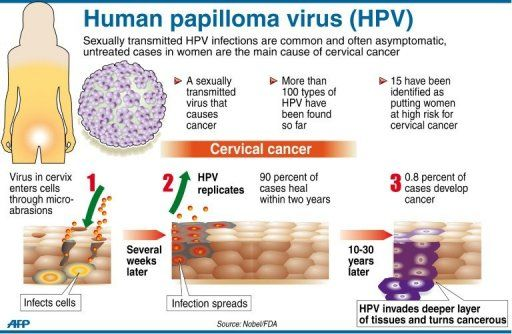 Human papilloma virus (HPV)
Sexually transmitted HPV infections are common and often asymptomatic,
untreated cases in women are the main cause of cervical cancer
A sexually
transmitted
virus that
causes
cancer
More than
100 types of
HPV have
been found
so far
15 have been
identified as
putting women
at high risk for
cervical cancer
Cervical cancer
Virus in cervix
enters cells
through micro-
abrasions
1
2
HPV
replicates
90 percent of
cases heal
within two years
3
0.8 percent of
cases develop
cancer
Several
weeks
later
10-30
years
later
Infects cells
Infection spreads
HPV invades deeper layer
of tissues and turns cancerous
AFP
Source: Nobel/FDA